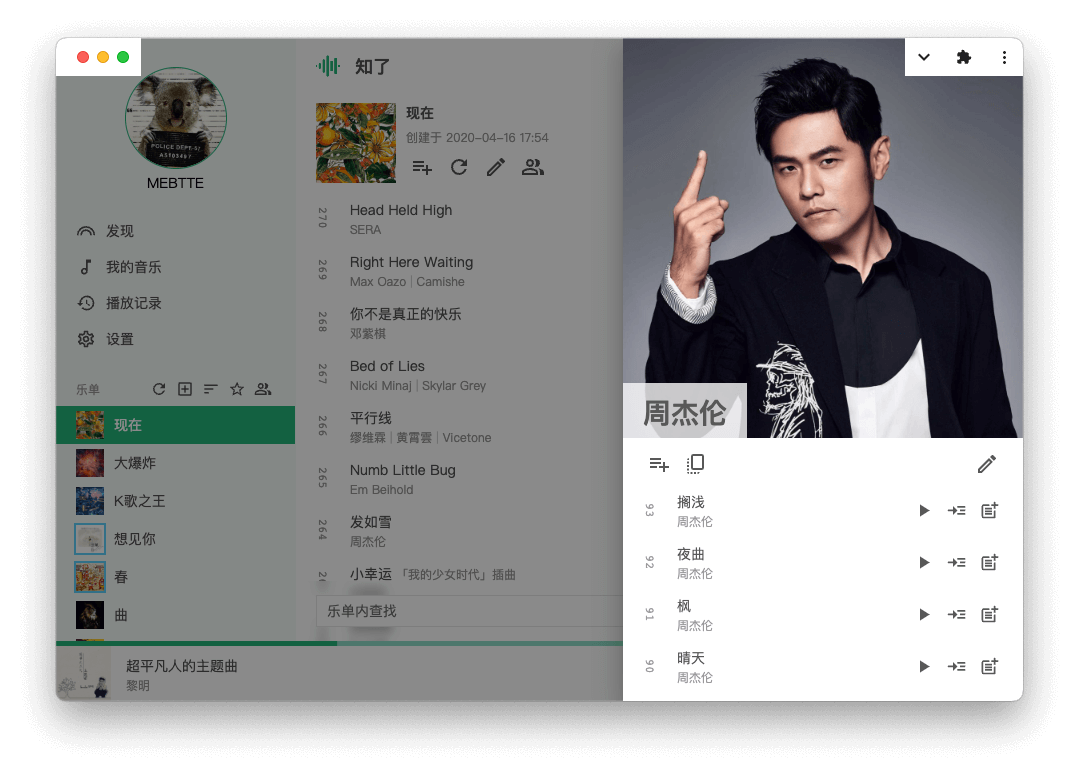 POLICE DEPT-62
MEBTTE
发现
我的音乐
播放记录
设置
乐单
现在
大爆炸
K歌之王
想见你
春
曲
知了
现在
创建于 2020-04-16 17:54
270
Head Held High
SERA
269
Right Here Waiting
Max Oazo | Camishe
268
你不是真正的快乐
邓紫棋
267
Bed of Lies
Nicki Minaj | Skylar Grey
266
平行线
缪维霖 | 黄霄雲 | Vicetone
265
Numb Little Bug
Em Beihold
264
发如雪
周杰伦
小幸运 「我的少女时代」插曲
乐单内查找
超平凡人的主题曲
黎明
周杰伦
93
搁浅
周杰伦
92
夜曲
周杰伦
91
枫
周杰伦
90
晴天
周杰伦